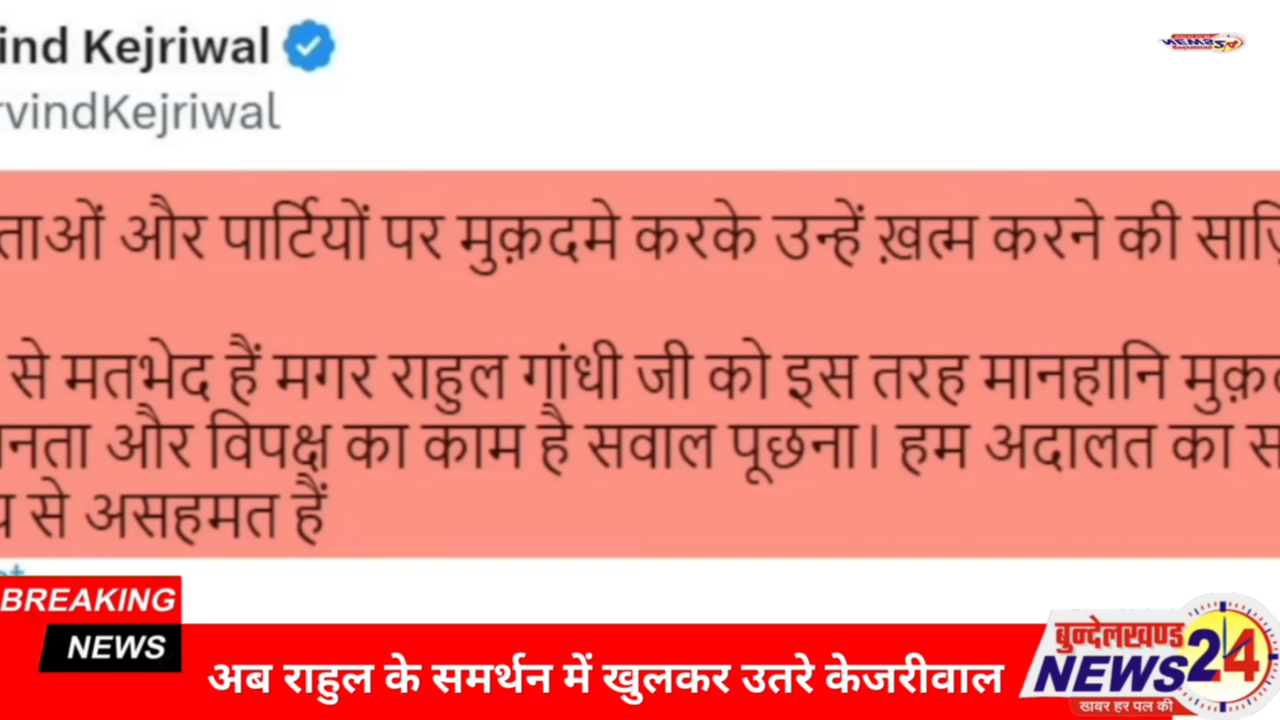 ind Kejriwal
rvindKejriwal
NEWS24
ताओं और पार्टियों पर मुक़दमे करके उन्हें ख़त्म करने की
से मतभेद हैं मगर राहुल गांधी जी को इस तरह मानहानि
और विपक्ष का काम है सवाल पूछना। हम अदालत का
से असहमत हैं
BREAKING
NEWS
अब राहुल के समर्थन में खुलकर उतरे केजरीवाल
बुन्देलखण्ड
NEWS24
खबर हर पल की